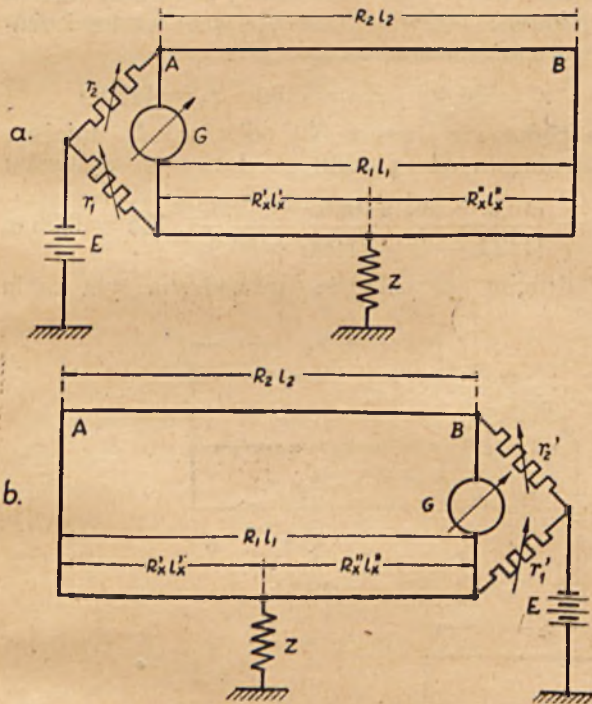 R₂ l₂
A B
r₂
a. G
R₁ l₁
r₁ R'ₓ l'ₓ R"ₓ l"ₓ
E
Z
R₂ l₂
A B r₂'
b. G
R₁ l₁
R'ₓ l'ₓ R"ₓ l"ₓ r₁'
E
Z